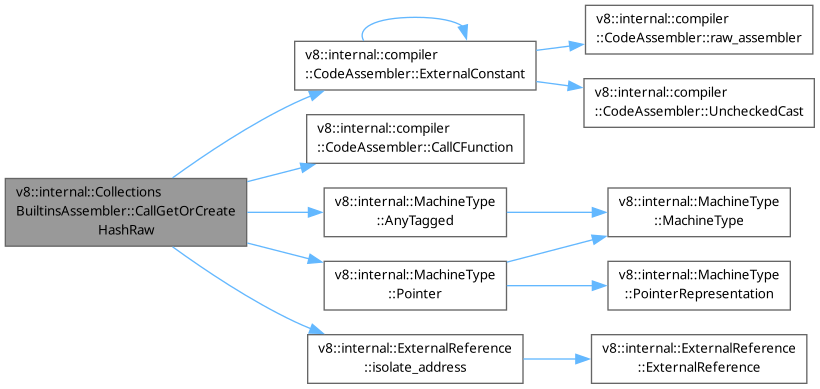 v8::internal::Collections
BuiltinsAssembler::CallGetOrCreate
HashRaw
v8::internal::compiler
::CodeAssembler::ExternalConstant
v8::internal::compiler
::CodeAssembler::raw_assembler
v8::internal::compiler
::CodeAssembler::UncheckedCast
v8::internal::compiler
::CodeAssembler::CallCFunction
v8::internal::MachineType
::AnyTagged
v8::internal::MachineType
::MachineType
v8::internal::MachineType
::Pointer
v8::internal::MachineType
::PointerRepresentation
v8::internal::ExternalReference
::isolate_address
v8::internal::ExternalReference
::ExternalReference